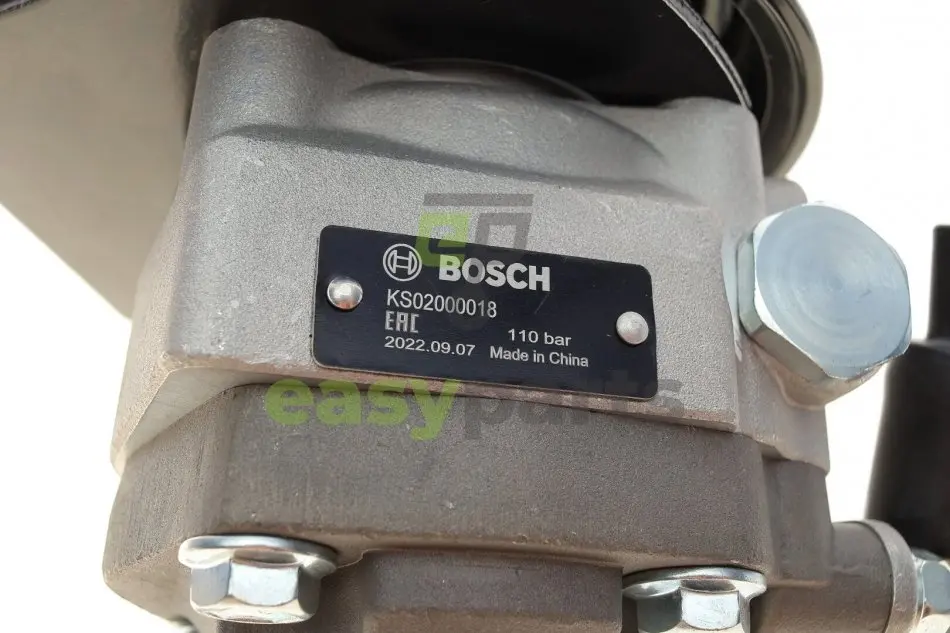 BOSCH
KS02000018
EAC
110 bar
2022.09.07 Made in China
easyparts